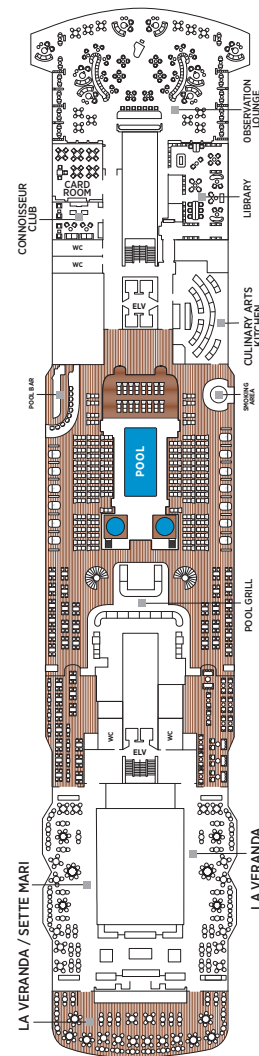 OBSERVATION
LOUNGE
LIBRARY
CARD
ROOM
CONNOISSEUR
CLUB
WC
WC
ELV
CULINARY ARTS
KITCHEN
POOL BAR
SMOKING
AREA
POOL
POOL GRILL
WC
WC
ELV
LA VERANDA / SETTE MARI
LA VERANDA